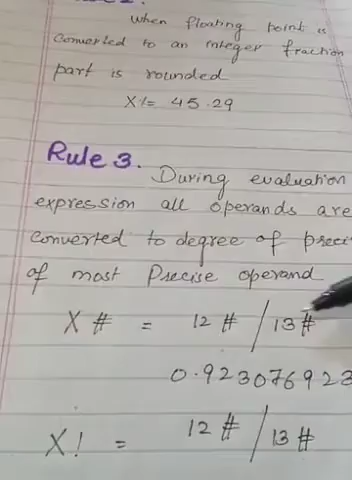 When floating point is
Converted to an integer fraction
part is rounded
X%= 45.29
Rule 3.
During evaluation
expression all operands are
converted to degree of preci
of most Precise operand
X # = 12 # / 13 #
0.923076923
X! = 12 # / 13 #